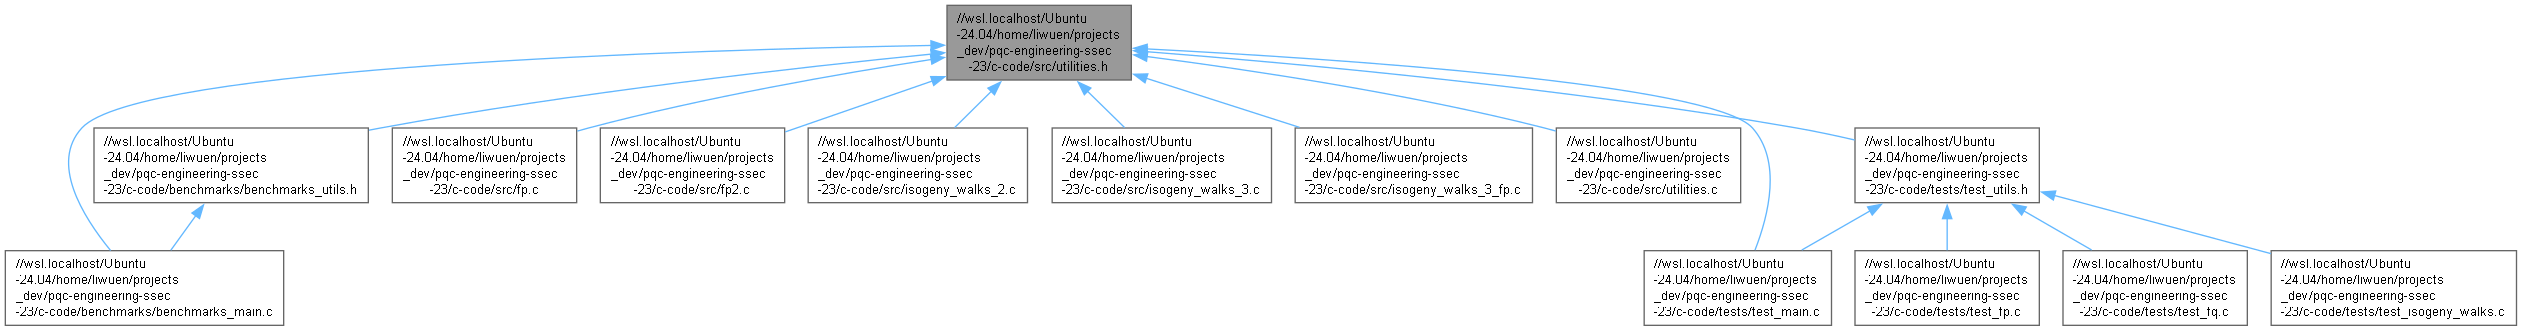 //wsl.localhost/Ubuntu
-24.04/home/liwuen/projects
_dev/pqc-engineering-ssec
-23/c-code/src/utilities.h
//wsl.localhost/Ubuntu
-24.04/home/liwuen/projects
_dev/pqc-engineering-ssec
-23/c-code/benchmarks/benchmarks_utils.h
//wsl.localhost/Ubuntu
-24.04/home/liwuen/projects
_dev/pqc-engineering-ssec
-23/c-code/src/fp.c
//wsl.localhost/Ubuntu
-24.04/home/liwuen/projects
_dev/pqc-engineering-ssec
-23/c-code/src/fp2.c
//wsl.localhost/Ubuntu
-24.04/home/liwuen/projects
_dev/pqc-engineering-ssec
-23/c-code/src/isogeny_walks_2.c
//wsl.localhost/Ubuntu
-24.04/home/liwuen/projects
_dev/pqc-engineering-ssec
-23/c-code/src/isogeny_walks_3.c
//wsl.localhost/Ubuntu
-24.04/home/liwuen/projects
_dev/pqc-engineering-ssec
-23/c-code/src/isogeny_walks_3_fp.c
//wsl.localhost/Ubuntu
-24.04/home/liwuen/projects
_dev/pqc-engineering-ssec
-23/c-code/src/utilities.c
//wsl.localhost/Ubuntu
-24.04/home/liwuen/projects
_dev/pqc-engineering-ssec
-23/c-code/tests/test_utils.h
//wsl.localhost/Ubuntu
-24.04/home/liwuen/projects
_dev/pqc-engineering-ssec
-23/c-code/benchmarks/benchmarks_main.c
//wsl.localhost/Ubuntu
-24.04/home/liwuen/projects
_dev/pqc-engineering-ssec
-23/c-code/tests/test_main.c
//wsl.localhost/Ubuntu
-24.04/home/liwuen/projects
_dev/pqc-engineering-ssec
-23/c-code/tests/test_fp.c
//wsl.localhost/Ubuntu
-24.04/home/liwuen/projects
_dev/pqc-engineering-ssec
-23/c-code/tests/test_fq.c
//wsl.localhost/Ubuntu
-24.04/home/liwuen/projects
_dev/pqc-engineering-ssec
-23/c-code/tests/test_isogeny_walks.c